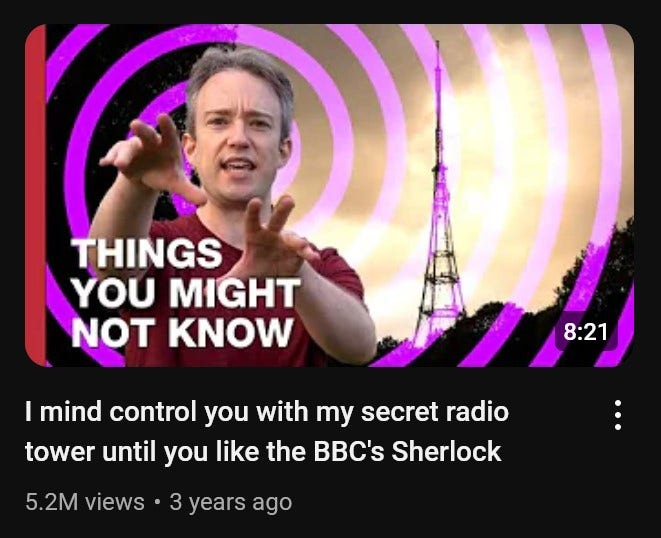 THINGS
YOU MIGHT
NOT KNOW
8:21
I mind control you with my secret radio
tower until you like the BBC's Sherlock
5.2M views • 3 years ago